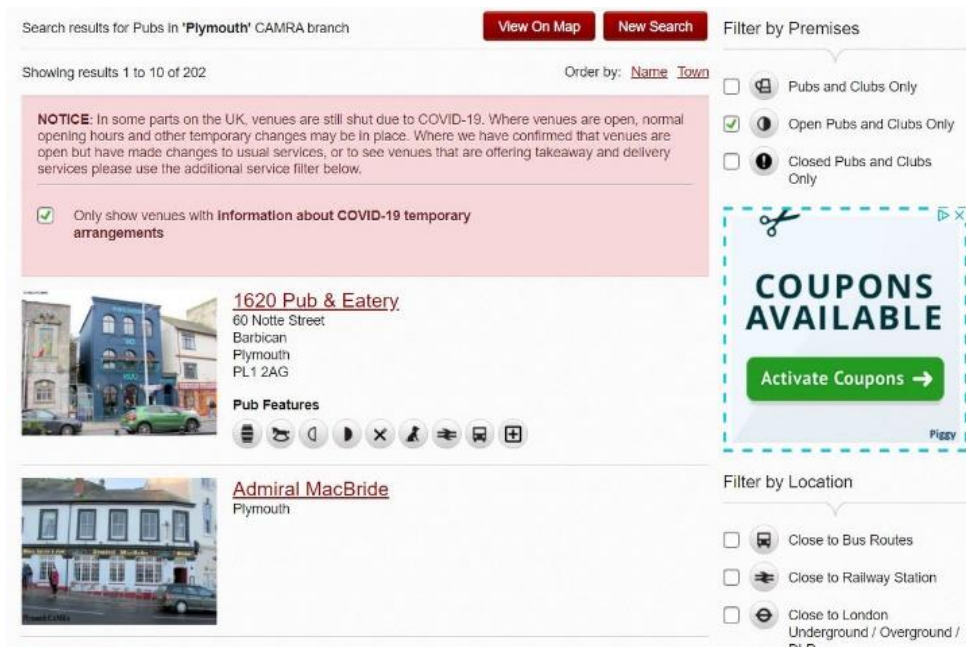 Search results for Pubs in 'Plymouth' CAMRA branch
View On Map
New Search
Showing results 1 to 10 of 202
Order by: Name Town
NOTICE: In some parts on the UK, venues are still shut due to COVID-19. Where venues are open, normal
opening hours and other temporary changes may be in place. Where we have confirmed that venues are
open but have made changes to usual services, or to see venues that are offering takeaway and delivery
services please use the additional service filter below.
Only show venues with information about COVID-19 temporary
arrangements
1620 Pub & Eatery
60 Notte Street
Barbican
Plymouth
PL1 2AG
Pub Features
Admiral MacBride
Plymouth
Filter by Premises
Pubs and Clubs Only
Open Pubs and Clubs Only
Closed Pubs and Clubs
Only
COUPONS
AVAILABLE
Activate Coupons →
Piggy
Filter by Location
Close to Bus Routes
Close to Railway Station
Close to London
Underground / Overground /